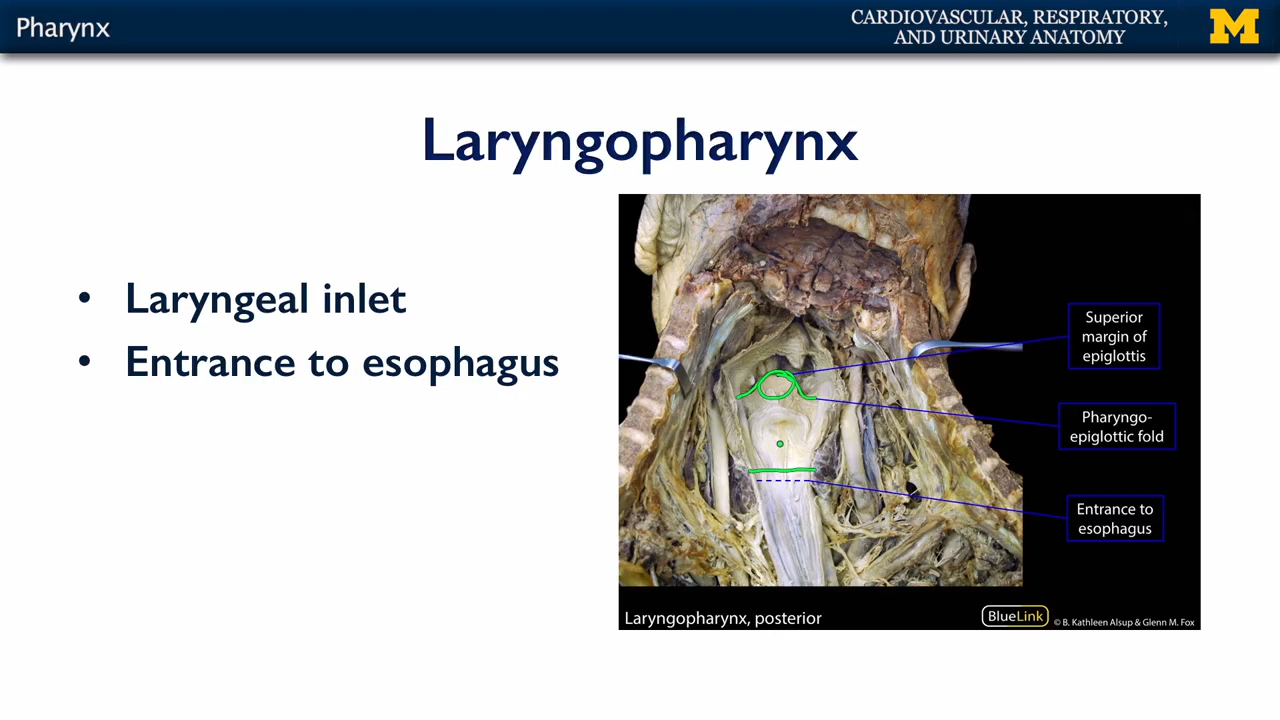 Pharynx
CARDIOVASCULAR, RESPIRATORY,
AND URINARY ANATOMY
M
Laryngopharynx
• Laryngeal inlet
• Entrance to esophagus
Superior
margin of
epiglottis
Pharyngo-
epiglottic fold
Entrance to
esophagus
Laryngopharynx, posterior
BlueLink
© B. Kathleen Alsup & Glenn M. Fox